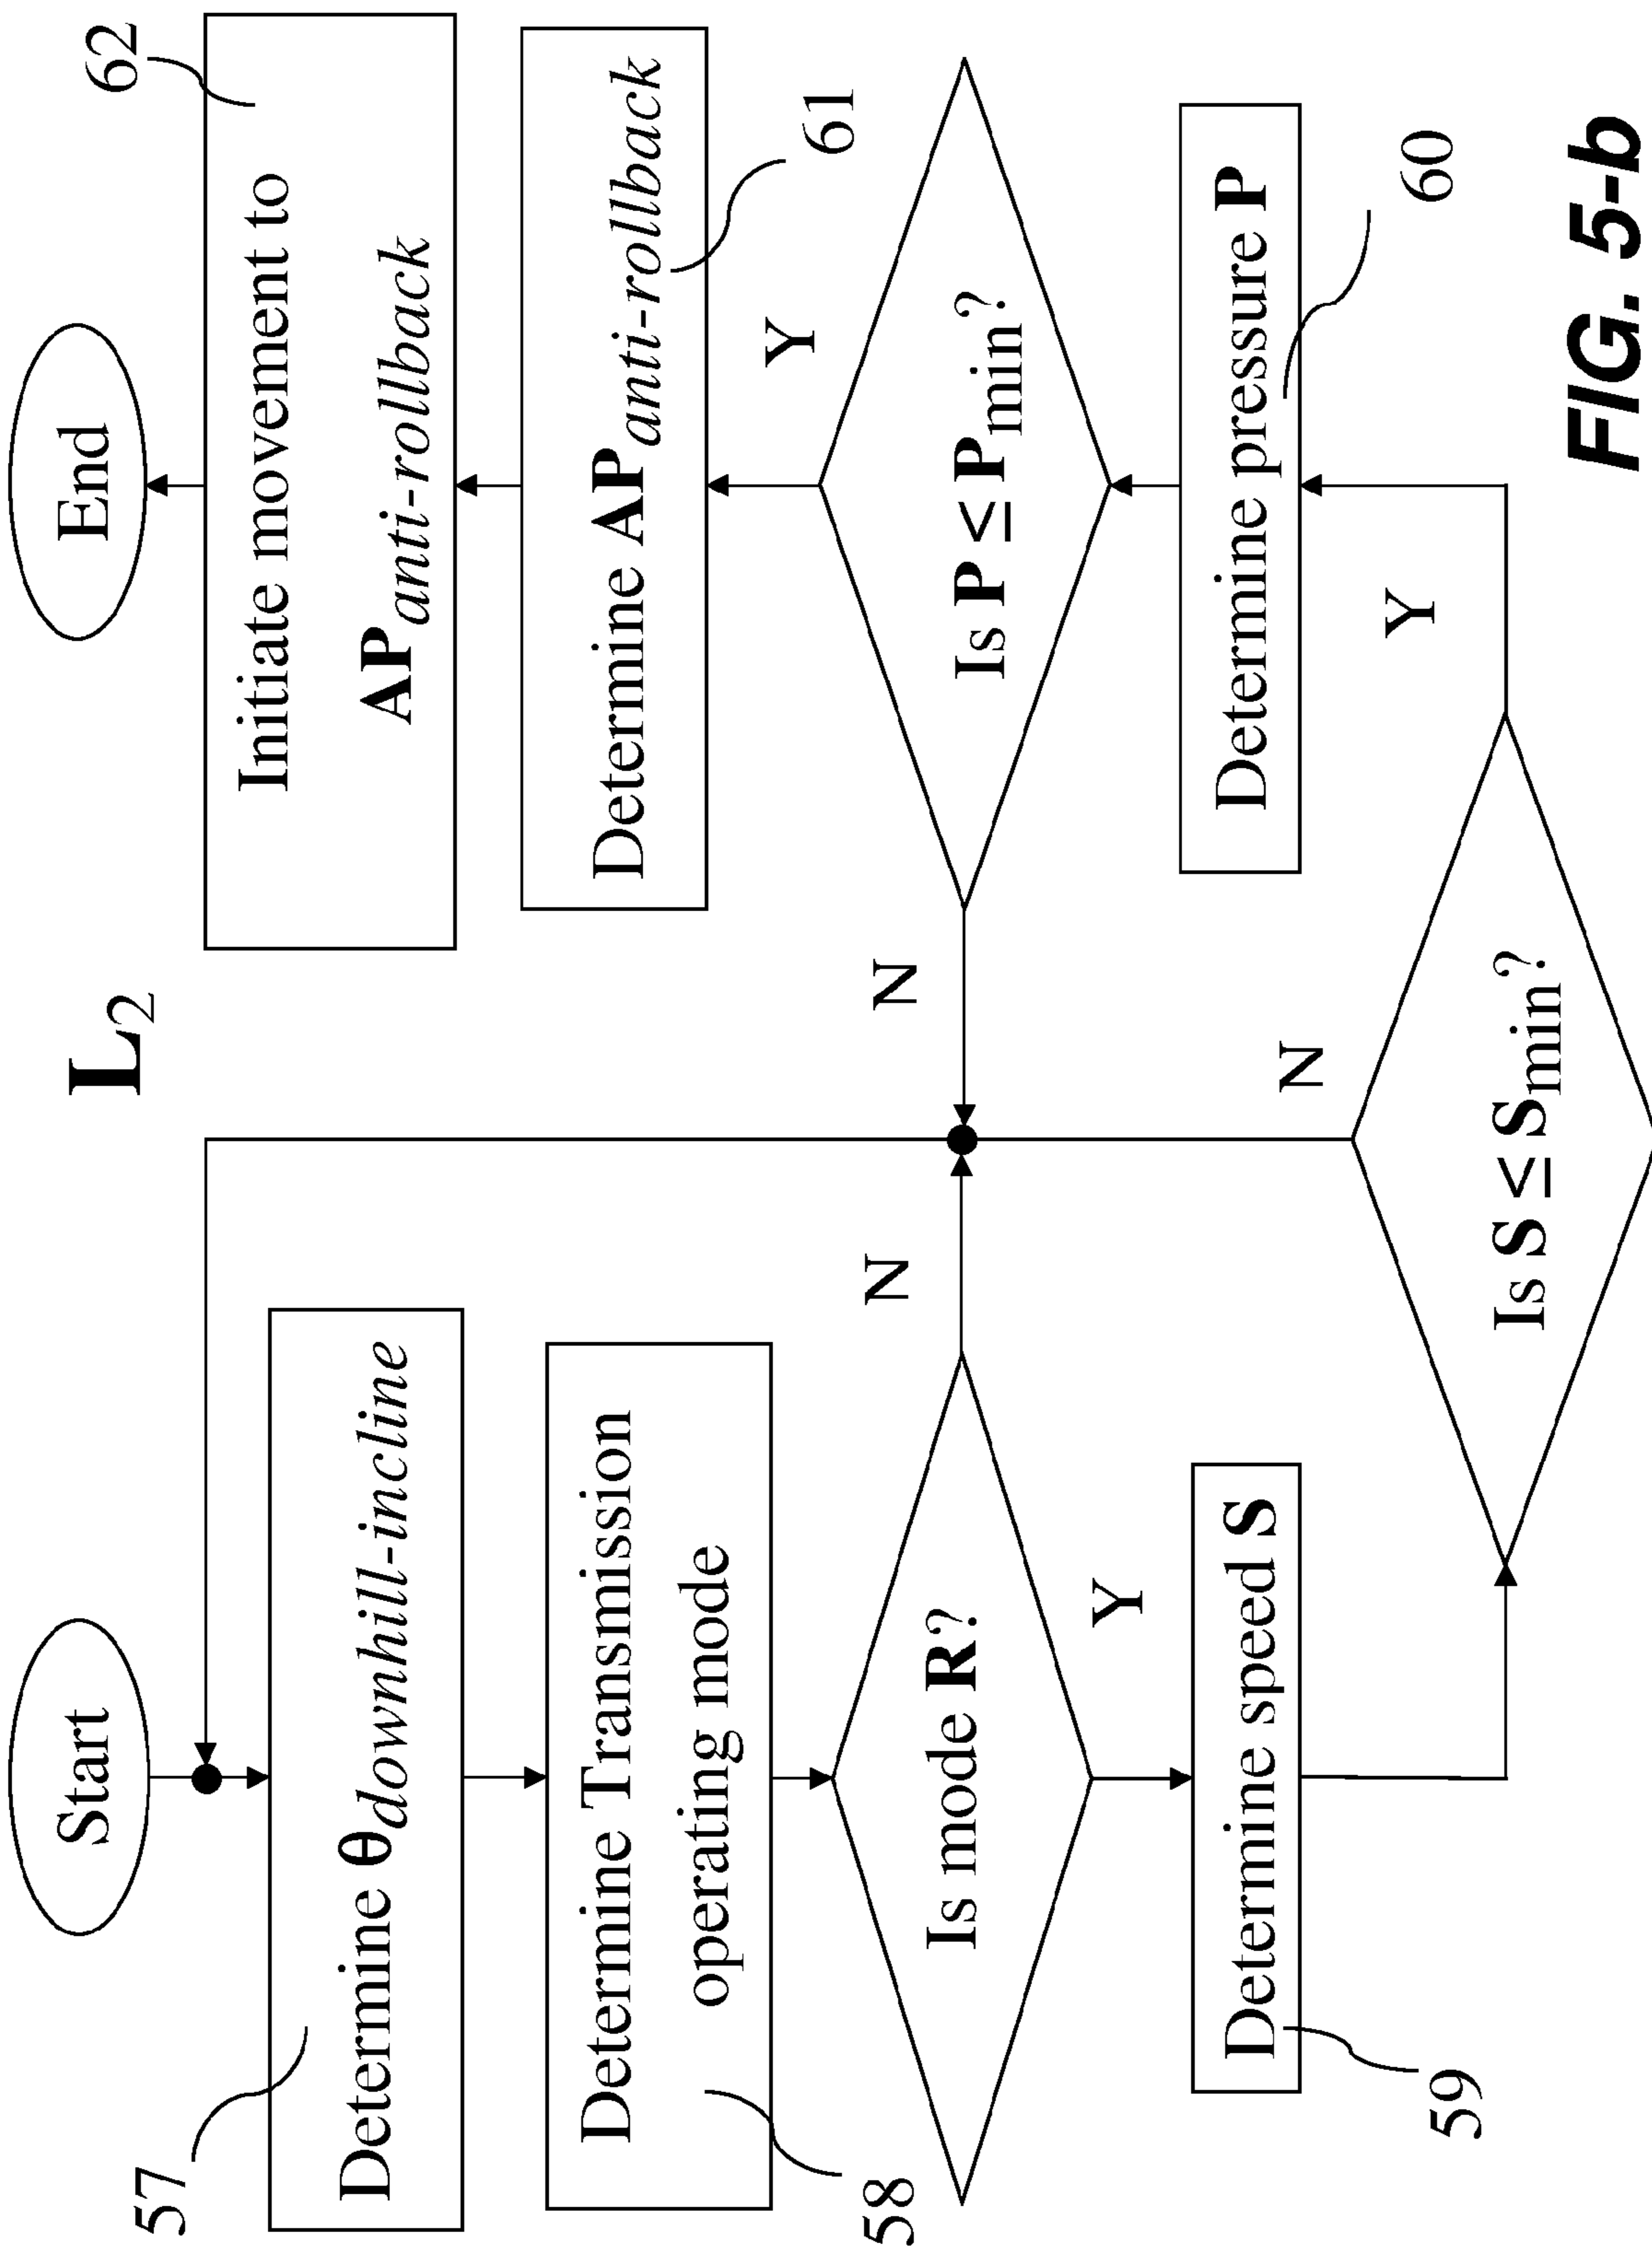 L2
Start
57
Determine θdownhill-incline
58
Determine Transmission
operating mode
Is mode R?
N
Y
59
Determine speed S
Is S ≤ Smin?
N
Y
60
Determine pressure P
Is P ≤ Pmin?
N
Y
61
Determine APanti-rollback
62
Initiate movement to
APanti-rollback
End
FIG. 5-b